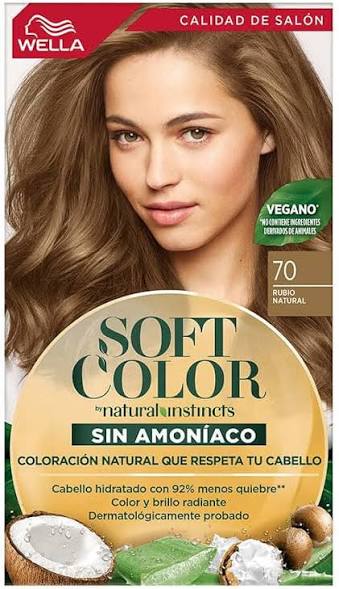 CALIDAD DE SALÓN
WELLA
VEGANO*
*NO CONTIENE INGREDIENTES
DERIVADOS DE ANIMALES
70
RUBIO
NATURAL
SOFT
COLOR
by natural instincts
SIN AMONÍACO
COLORACIÓN NATURAL QUE RESPETA TU CABELLO
Cabello hidratado con 92% menos quiebre**
Color y brillo radiante
Dermatológicamente probado